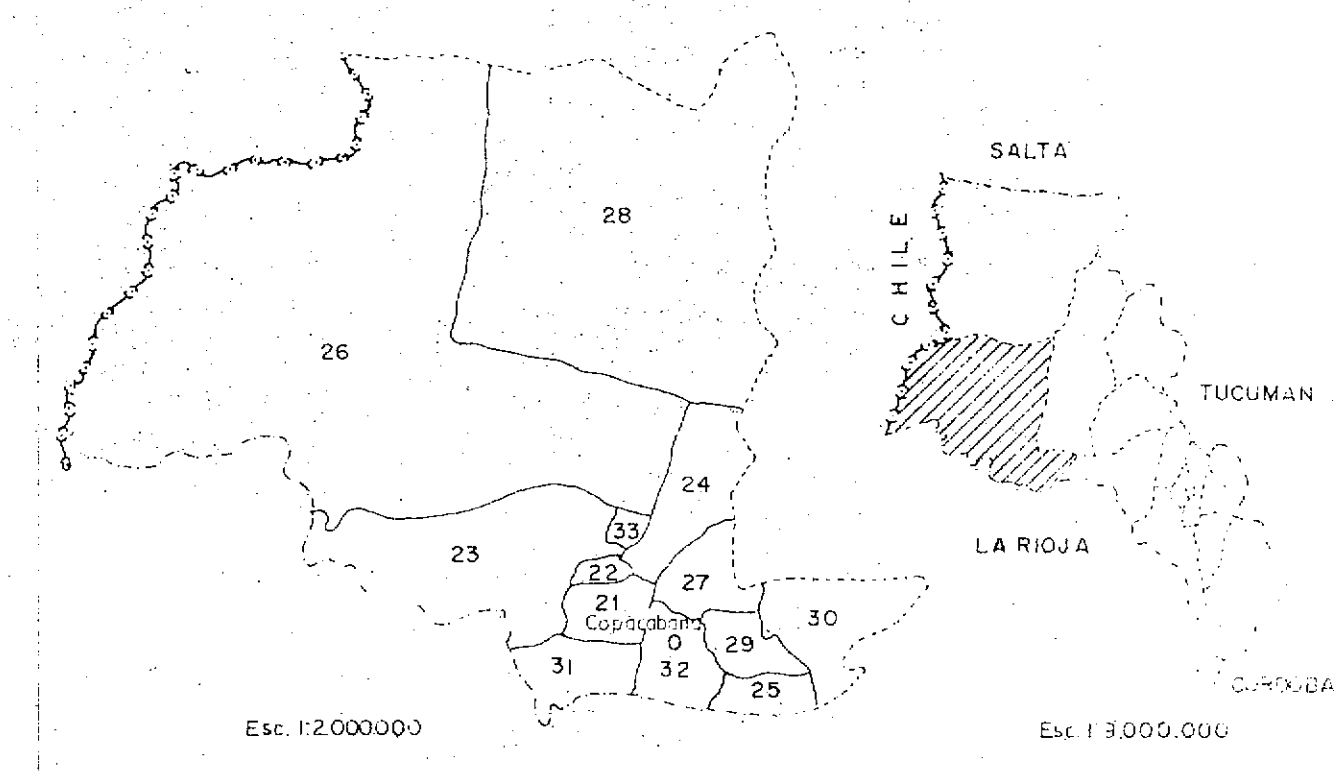 SALTA
CHILE
28
26
TUCUMAN
24
33
LA RIOJA
23
22
27
21
30
Copacabana
0
29
31
32
25
CORDOBA
Esc. 1:2.000.000
Esc. 1:9.000.000